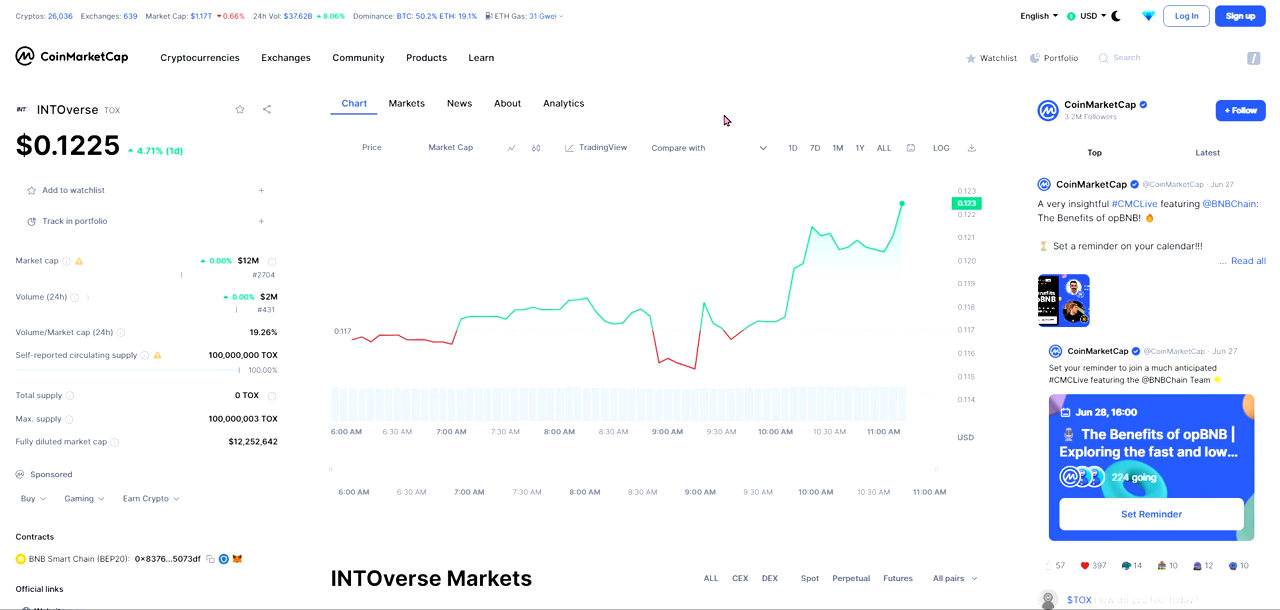 Cryptos: 26,036 Exchanges: 639 Market Cap: $1.17T 0.66% 24h Vol: $37.62B 8.06% Dominance: BTC: 50.2% ETH: 19.1% ETH Gas: 31 Gwei
English USD Log In Sign up
CoinMarketCap Cryptocurrencies Exchanges Community Products Learn
Watchlist Portfolio Search /
INTOverse TOX
$0.1225 4.71% (1d)
Add to watchlist +
Track in portfolio +
Market cap 0.00% $12M
#2704
Volume (24h) 0.00% $2M
#431
Volume/Market cap (24h) 19.26%
Self-reported circulating supply 100,000,000 TOX
100.00%
Total supply 0 TOX
Max. supply 100,000,003 TOX
Fully diluted market cap $12,252,642
Sponsored
Buy Gaming Earn Crypto
Contracts
BNB Smart Chain (BEP20): 0x8376...5073df
Official links
Chart Markets News About Analytics
Price Market Cap TradingView Compare with 1D 7D 1M 1Y ALL LOG
0.123
0.123
0.122
0.121
0.120
0.119
0.118
0.117
0.116
0.115
0.114
0.117
6:00 AM 6:30 AM 7:00 AM 7:30 AM 8:00 AM 8:30 AM 9:00 AM 9:30 AM 10:00 AM 10:30 AM 11:00 AM
USD
6:00 AM 6:30 AM 7:00 AM 7:30 AM 8:00 AM 8:30 AM 9:00 AM 9:30 AM 10:00 AM 10:30 AM 11:00 AM
INTOverse Markets
ALL CEX DEX Spot Perpetual Futures All pairs
CoinMarketCap
3.2M Followers
+ Follow
Top Latest
CoinMarketCap @CoinMarketCap · Jun 27
A very insightful #CMCLive featuring @BNBChain:
The Benefits of opBNB!
Set a reminder on your calendar!!!
... Read all
CoinMarketCap @CoinMarketCap · Jun 27
Set your reminder to join a much anticipated
#CMCLive featuring the @BNBChain Team
Jun 28, 16:00
The Benefits of opBNB |
Exploring the fast and low...
224 going
Set Reminder
57 397 14 10 12 10
$TOX How do you feel today?